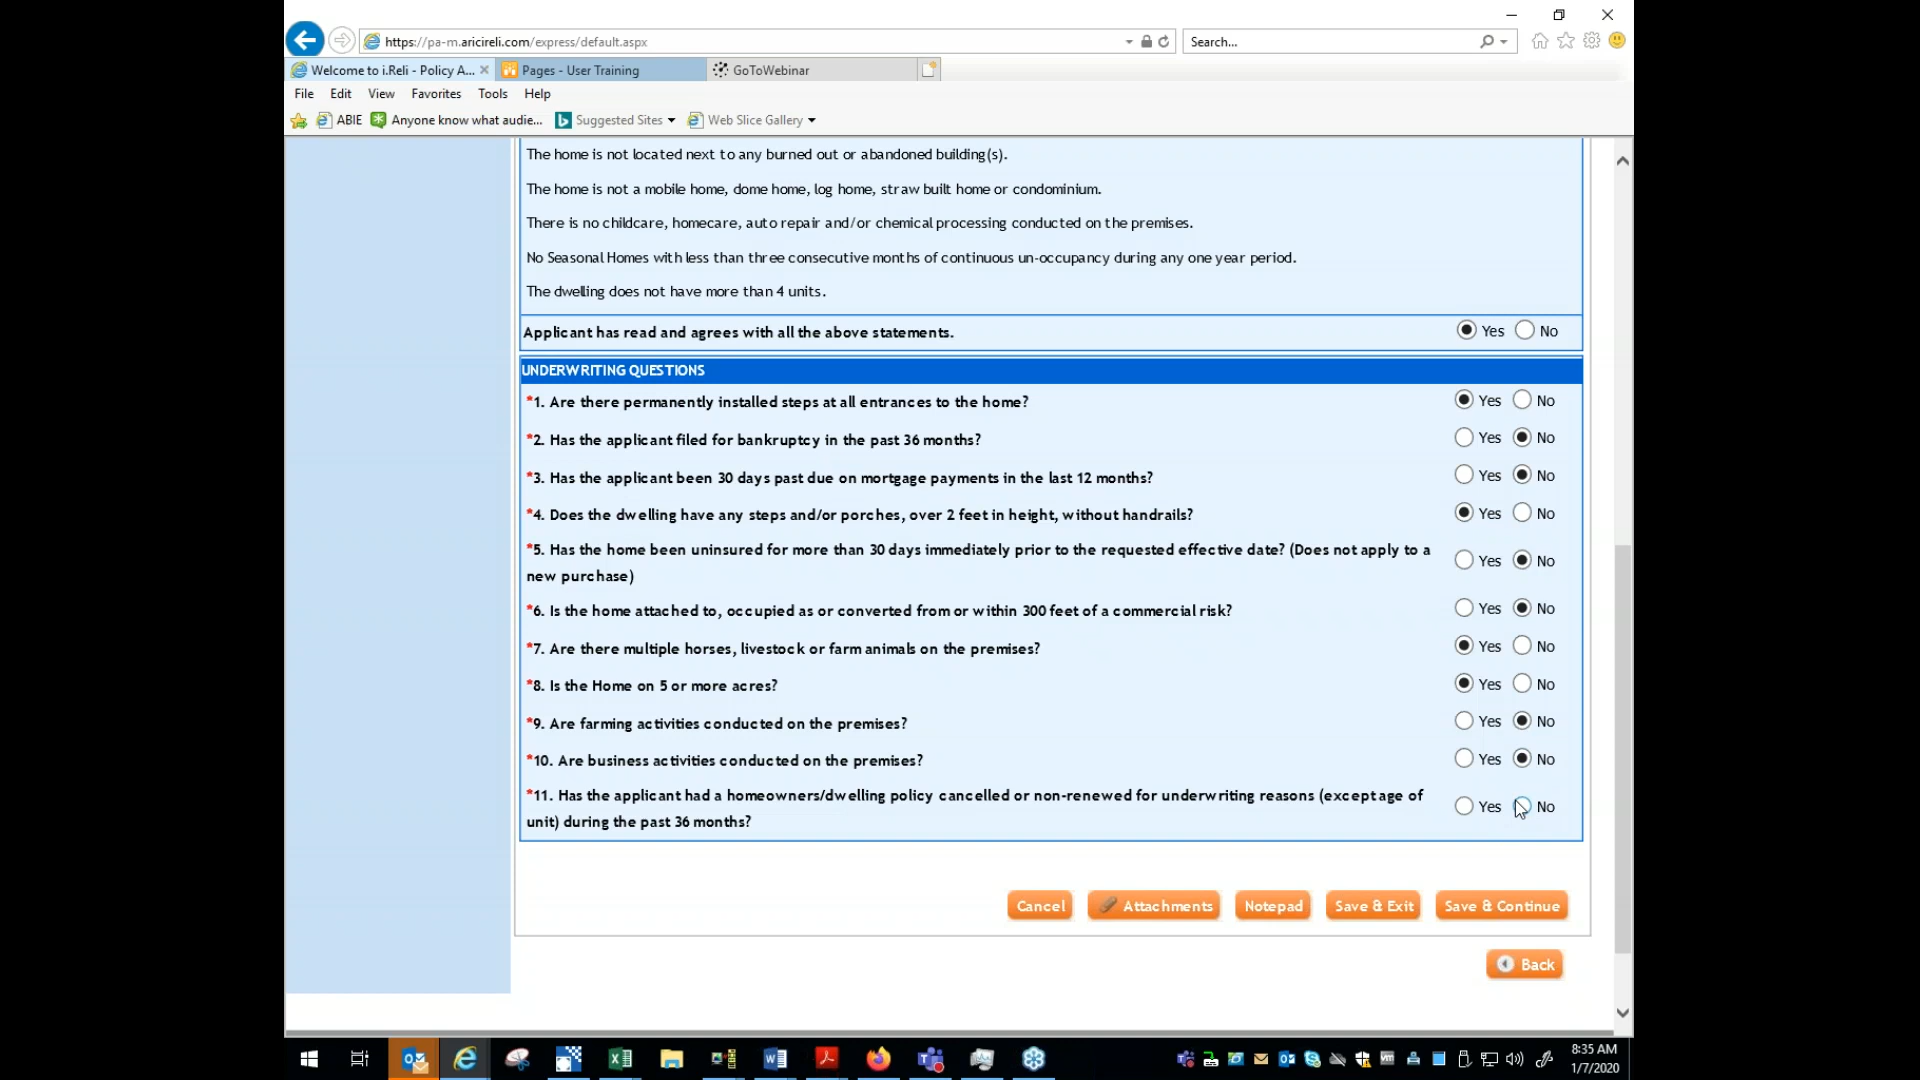 https://pa-m.aricireli.com/express/default.aspx
Search...
Welcome to i.Reli - Policy A...
Pages - User Training
GoToWebinar
File Edit View Favorites Tools Help
ABIE Anyone know what audie... Suggested Sites Web Slice Gallery
The home is not located next to any burned out or abandoned building(s).
The home is not a mobile home, dome home, log home, straw built home or condominium.
There is no childcare, homecare, auto repair and/or chemical processing conducted on the premises.
No Seasonal Homes with less than three consecutive months of continuous un-occupancy during any one year period.
The dwelling does not have more than 4 units.
Applicant has read and agrees with all the above statements. Yes No
UNDERWRITING QUESTIONS
*1. Are there permanently installed steps at all entrances to the home? Yes No
*2. Has the applicant filed for bankruptcy in the past 36 months? Yes No
*3. Has the applicant been 30 days past due on mortgage payments in the last 12 months? Yes No
*4. Does the dwelling have any steps and/or porches, over 2 feet in height, without handrails? Yes No
*5. Has the home been uninsured for more than 30 days immediately prior to the requested effective date? (Does not apply to a
new purchase) Yes No
*6. Is the home attached to, occupied as or converted from or within 300 feet of a commercial risk? Yes No
*7. Are there multiple horses, livestock or farm animals on the premises? Yes No
*8. Is the Home on 5 or more acres? Yes No
*9. Are farming activities conducted on the premises? Yes No
*10. Are business activities conducted on the premises? Yes No
*11. Has the applicant had a homeowners/dwelling policy cancelled or non-renewed for underwriting reasons (except age of
unit) during the past 36 months? Yes No
Cancel Attachments Notepad Save & Exit Save & Continue
Back
8:35 AM
1/7/2020